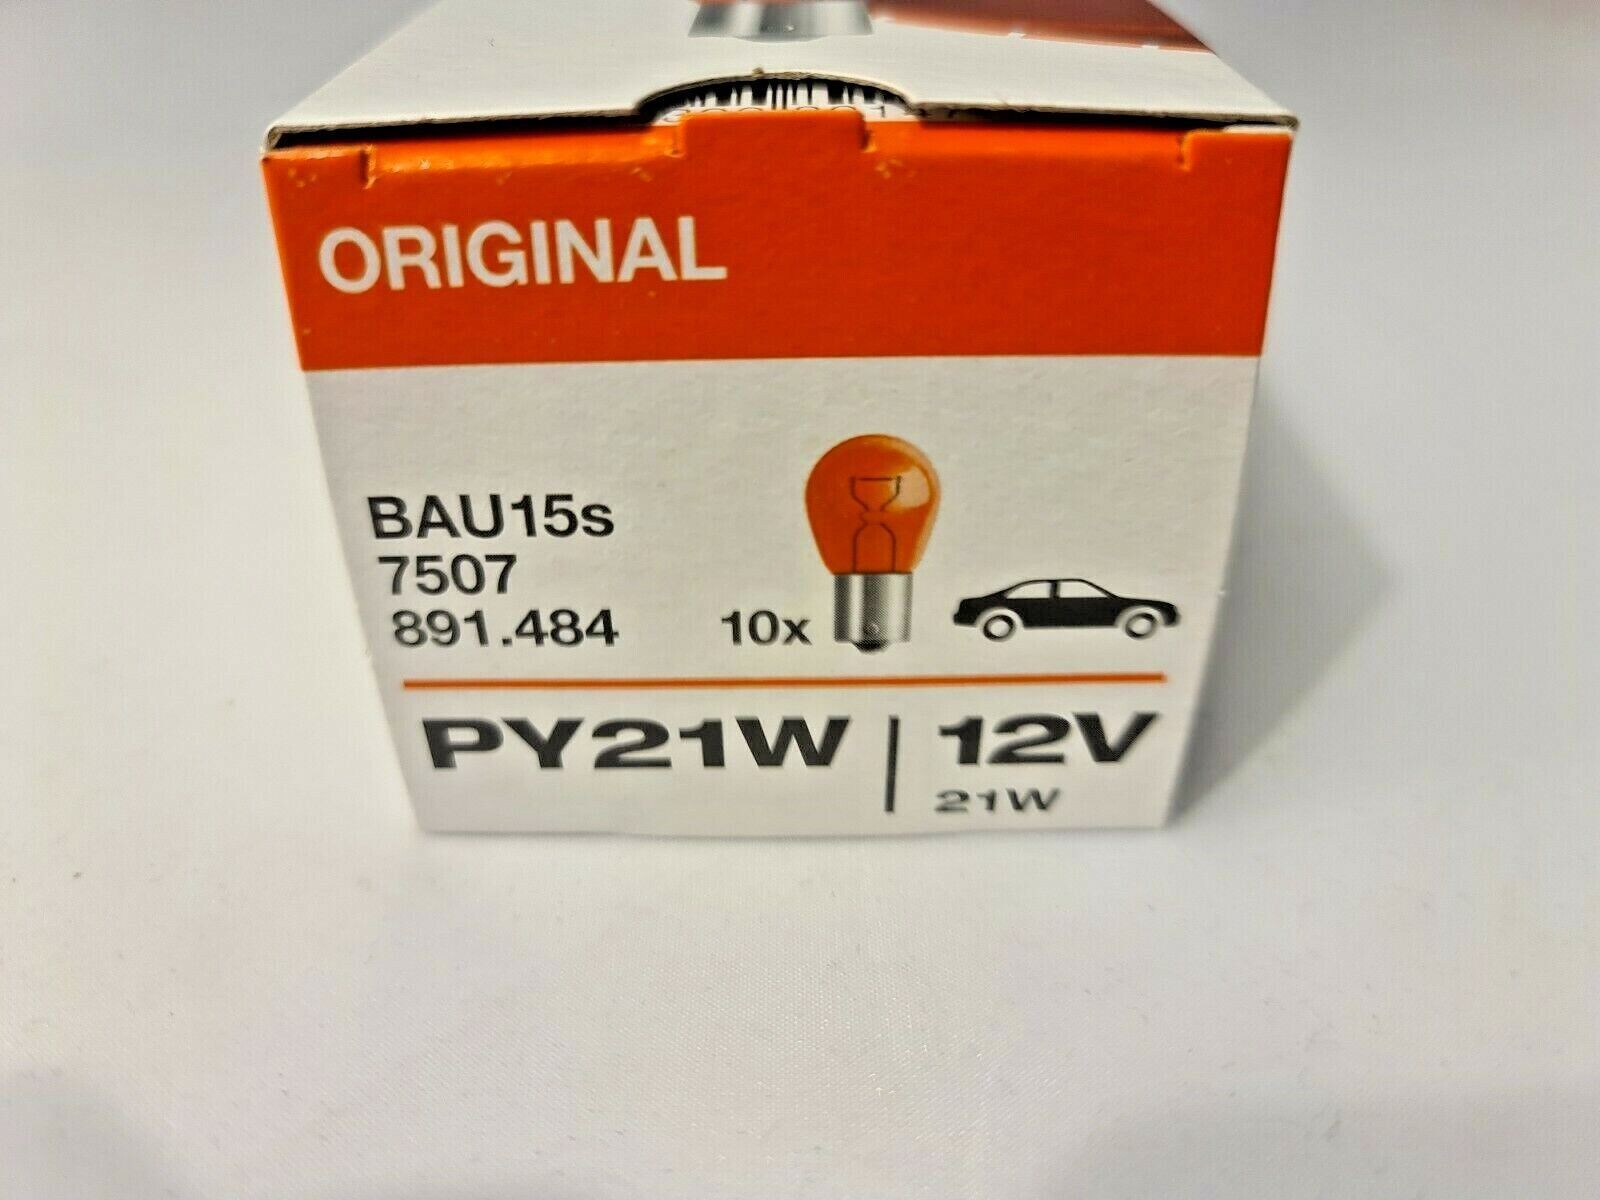 ORIGINAL
BAU15s
7507
891.484
10x
PY21W | 12V
21W